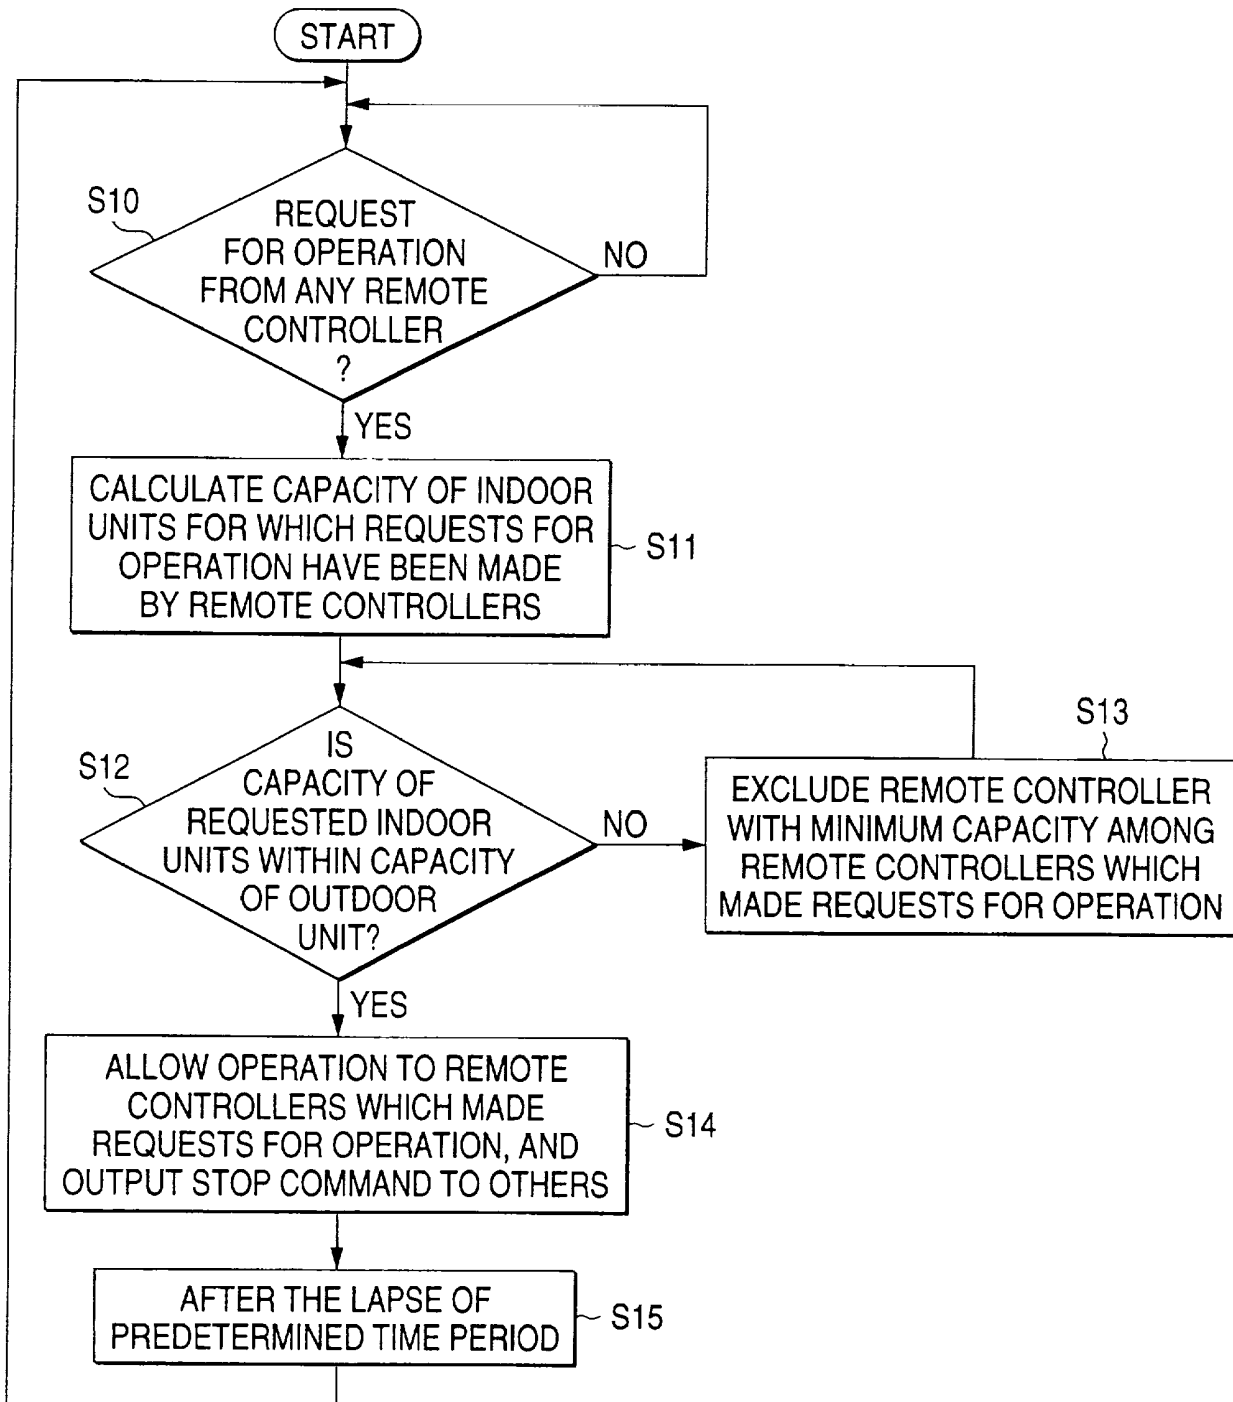 START
S10
REQUEST
FOR OPERATION
FROM ANY REMOTE
CONTROLLER
?
NO
YES
CALCULATE CAPACITY OF INDOOR
UNITS FOR WHICH REQUESTS FOR
OPERATION HAVE BEEN MADE
BY REMOTE CONTROLLERS
S11
S12
IS
CAPACITY OF
REQUESTED INDOOR
UNITS WITHIN CAPACITY
OF OUTDOOR
UNIT?
NO
S13
EXCLUDE REMOTE CONTROLLER
WITH MINIMUM CAPACITY AMONG
REMOTE CONTROLLERS WHICH
MADE REQUESTS FOR OPERATION
YES
ALLOW OPERATION TO REMOTE
CONTROLLERS WHICH MADE
REQUESTS FOR OPERATION, AND
OUTPUT STOP COMMAND TO OTHERS
S14
AFTER THE LAPSE OF
PREDETERMINED TIME PERIOD
S15